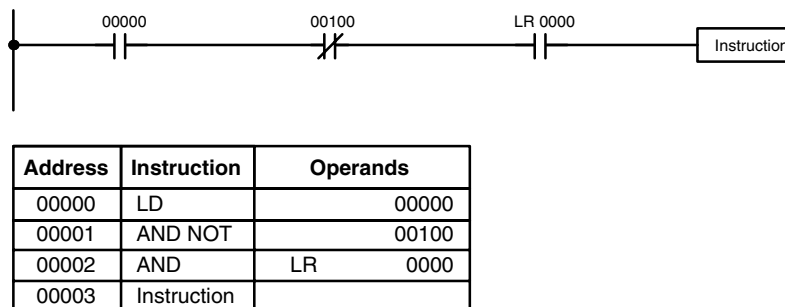 00000 00100 LR 0000
Instruction
Address Instruction Operands
00000 LD 00000
00001 AND NOT 00100
00002 AND LR 0000
00003 Instruction